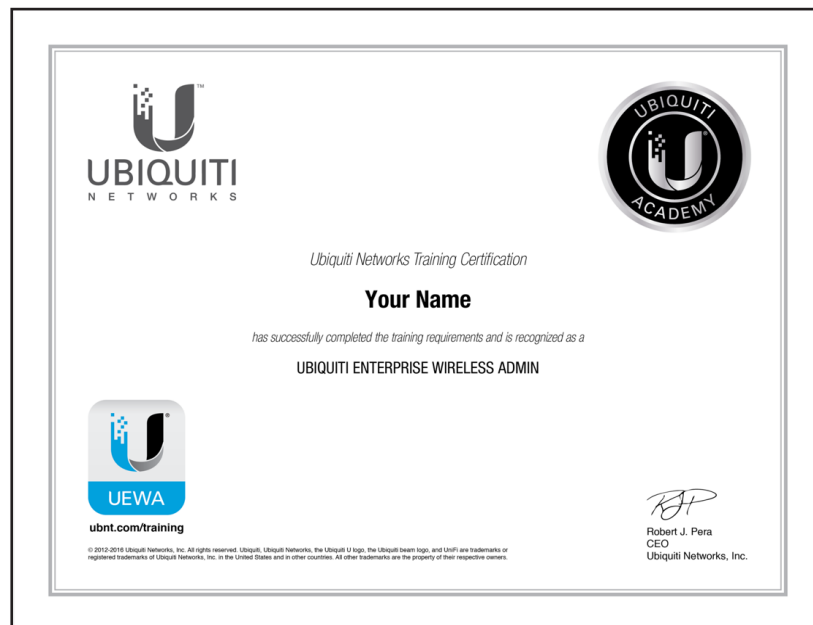 UBIQUITI
NETWORKS
UBIQUITI
ACADEMY
Ubiquiti Networks Training Certification
Your Name
has successfully completed the training requirements and is recognized as a
UBIQUITI ENTERPRISE WIRELESS ADMIN
UEWA
ubnt.com/training
© 2012-2016 Ubiquiti Networks, Inc. All rights reserved. Ubiquiti, Ubiquiti Networks, the Ubiquiti U logo, the Ubiquiti beam logo, and UniFi are trademarks or
registered trademarks of Ubiquiti Networks, Inc. in the United States and in other countries. All other trademarks are the property of their respective owners.
Robert J. Pera
CEO
Ubiquiti Networks, Inc.